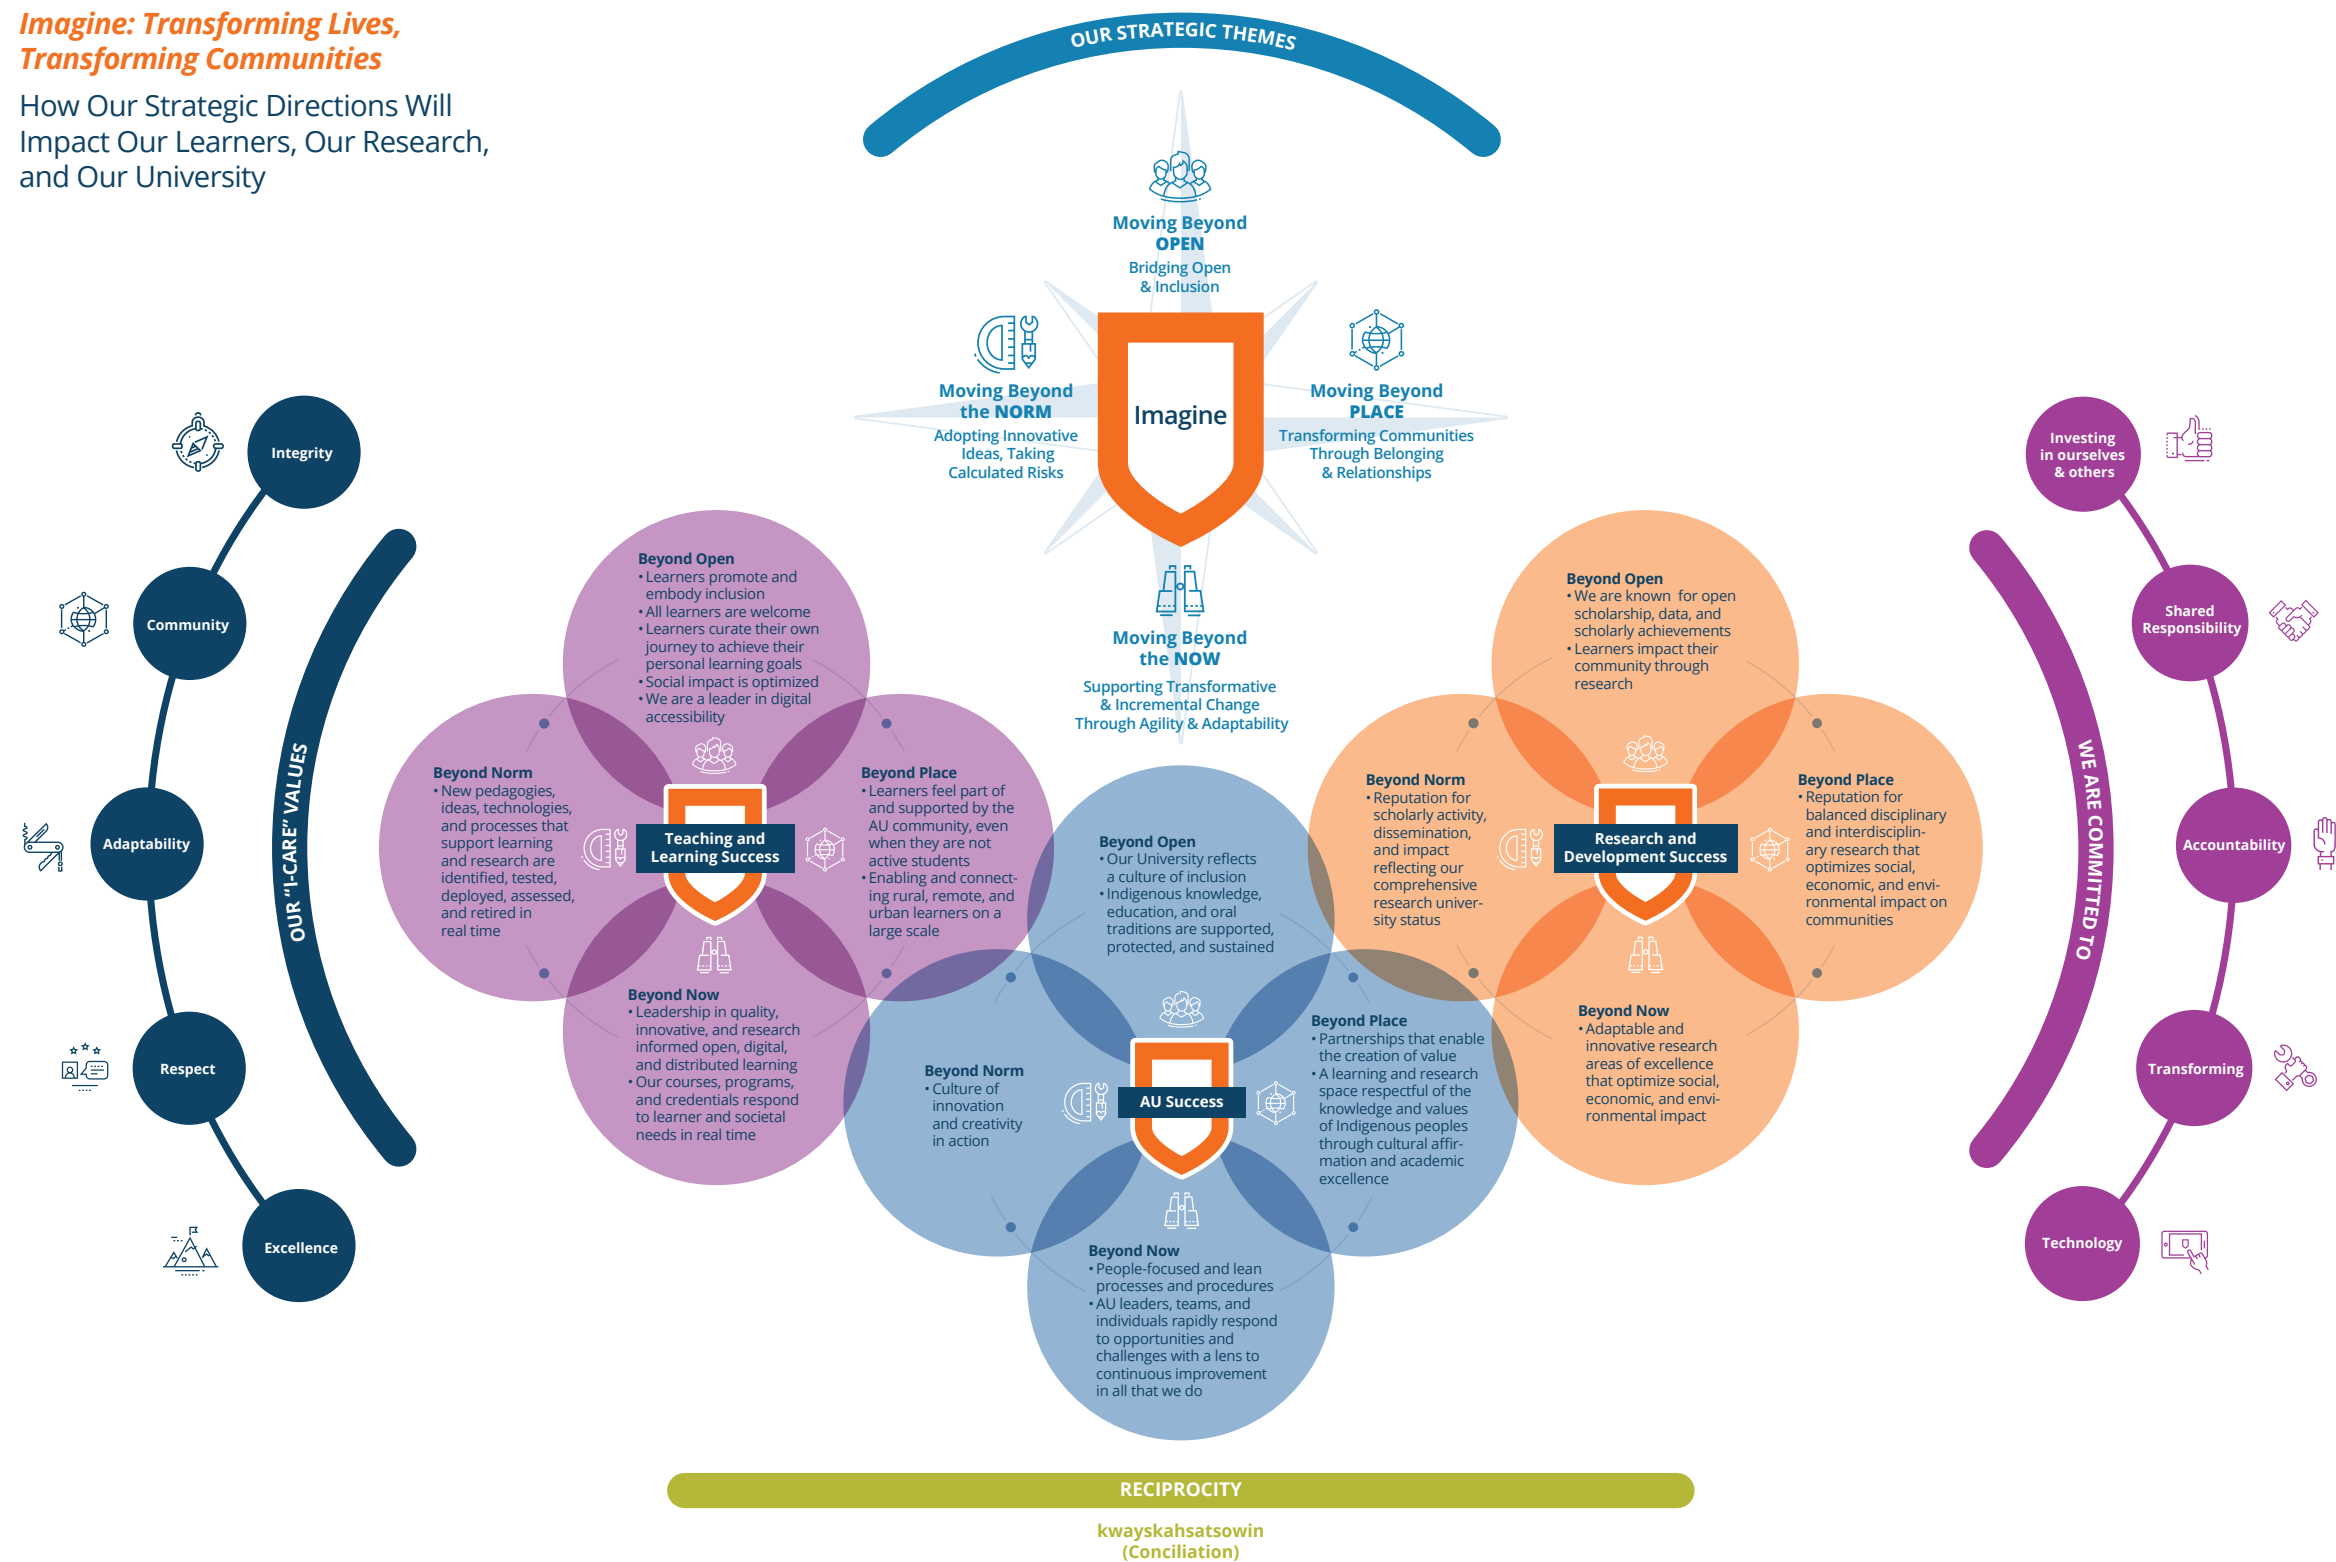 Imagine: Transforming Lives,
Transforming Communities
How Our Strategic Directions Will
Impact Our Learners, Our Research,
and Our University
OUR STRATEGIC THEMES
Moving Beyond
OPEN
Bridging Open
& Inclusion
Moving Beyond
the NORM
Adopting Innovative
Ideas, Taking
Calculated Risks
Imagine
Moving Beyond
PLACE
Transforming Communities
Through Belonging
& Relationships
Moving Beyond
the NOW
Supporting Transformative
& Incremental Change
Through Agility & Adaptability
OUR "I-CARE" VALUES
Integrity
Community
Adaptability
Respect
Excellence
Beyond Open
• Learners promote and
embody inclusion
• All learners are welcome
• Learners curate their own
journey to achieve their
personal learning goals
• Social impact is optimized
• We are a leader in digital
accessibility
Beyond Norm
• New pedagogies,
ideas, technologies,
and processes that
support learning
and research are
identified, tested,
deployed, assessed,
and retired in
real time
Teaching and
Learning Success
Beyond Place
• Learners feel part of
and supported by the
AU community, even
when they are not
active students
• Enabling and connect-
ing rural, remote, and
urban learners on a
large scale
Beyond Now
• Leadership in quality,
innovative, and research
informed open, digital,
and distributed learning
• Our courses, programs,
and credentials respond
to learner and societal
needs in real time
Beyond Open
• Our University reflects
a culture of inclusion
• Indigenous knowledge,
education, and oral
traditions are supported,
protected, and sustained
Beyond Norm
• Culture of
innovation
and creativity
in action
AU Success
Beyond Place
• Partnerships that enable
the creation of value
• A learning and research
space respectful of the
knowledge and values
of Indigenous peoples
through cultural affir-
mation and academic
excellence
Beyond Now
• People-focused and lean
processes and procedures
• AU leaders, teams, and
individuals rapidly respond
to opportunities and
challenges with a lens to
continuous improvement
in all that we do
Beyond Open
• We are known for open
scholarship, data, and
scholarly achievements
• Learners impact their
community through
research
Beyond Norm
• Reputation for
scholarly activity,
dissemination,
and impact
reflecting our
comprehensive
research univer-
sity status
Research and
Development Success
Beyond Place
• Reputation for
balanced disciplinary
and interdisciplin-
ary research that
optimizes social,
economic, and envi-
ronmental impact on
communities
Beyond Now
• Adaptable and
innovative research
areas of excellence
that optimize social,
economic, and envi-
ronmental impact
WE ARE COMMITTED TO
Investing
in ourselves
& others
Shared
Responsibility
Accountability
Transforming
Technology
RECIPROCITY
kwayskahsatsowin
(Conciliation)